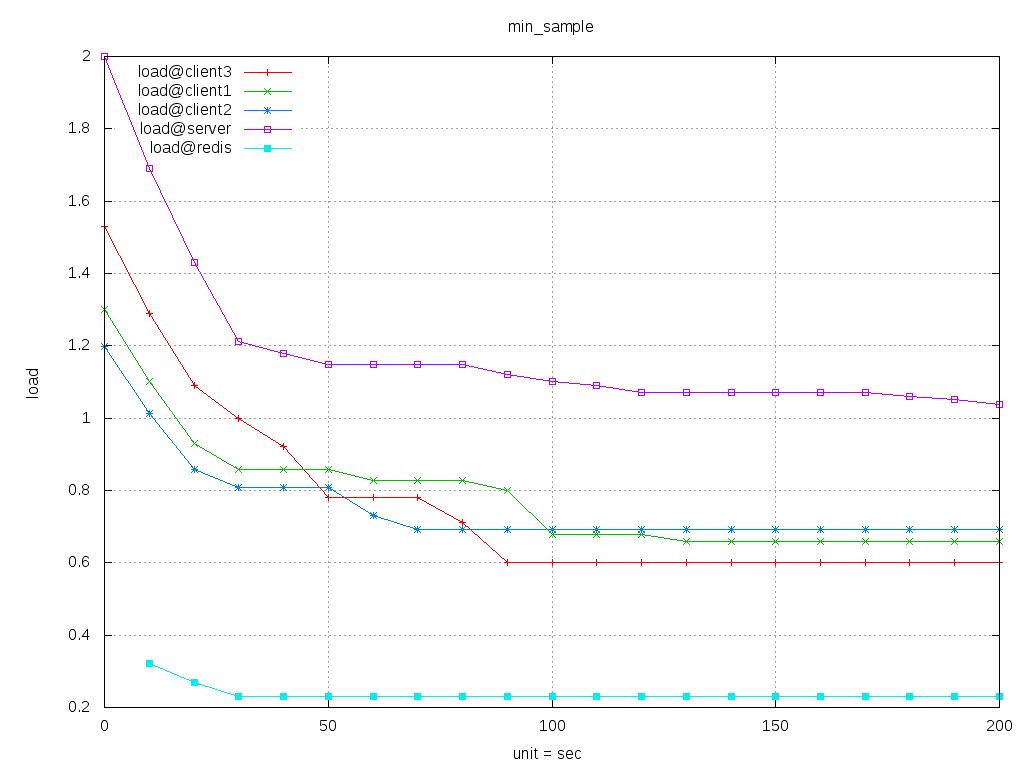 min_sample
load@client3
load@client1
load@client2
load@server
load@redis
2
1.8
1.6
1.4
1.2
1
0.8
0.6
0.4
0.2
load
0 50 100 150 200
unit = sec